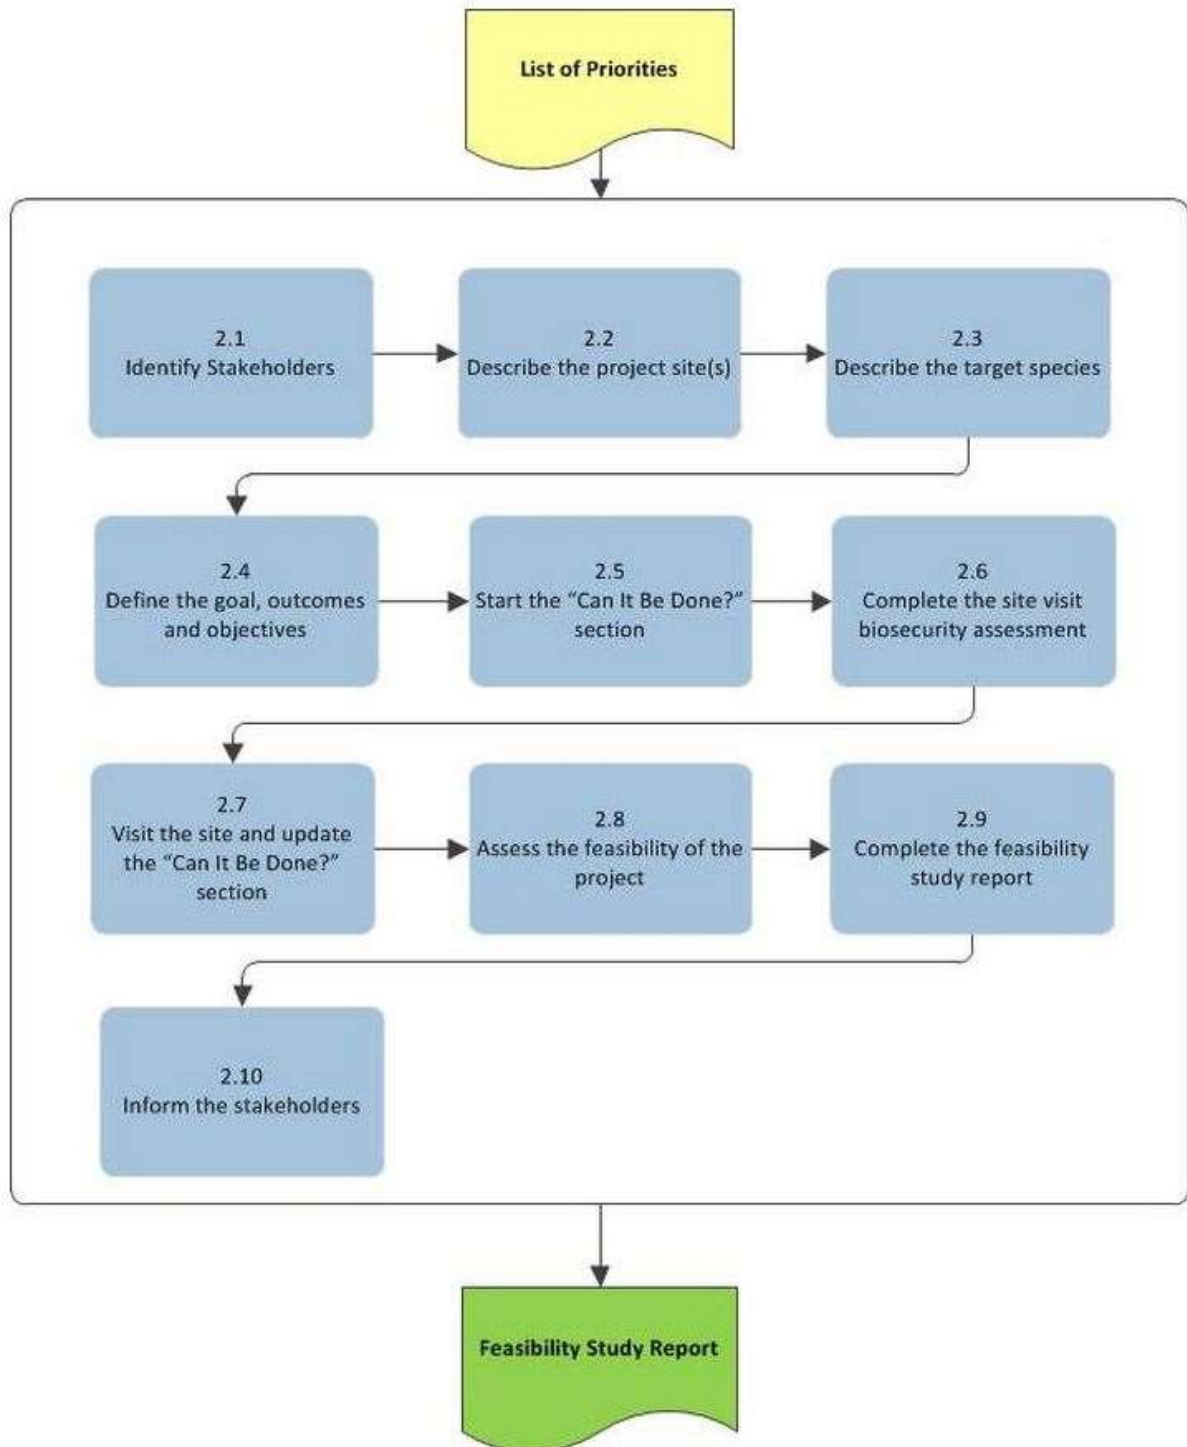 List of Priorities
2.1
Identify Stakeholders
2.2
Describe the project site(s)
2.3
Describe the target species
2.4
Define the goal, outcomes
and objectives
2.5
Start the “Can It Be Done?”
section
2.6
Complete the site visit
biosecurity assessment
2.7
Visit the site and update
the “Can It Be Done?”
section
2.8
Assess the feasibility of the
project
2.9
Complete the feasibility
study report
2.10
Inform the stakeholders
Feasibility Study Report